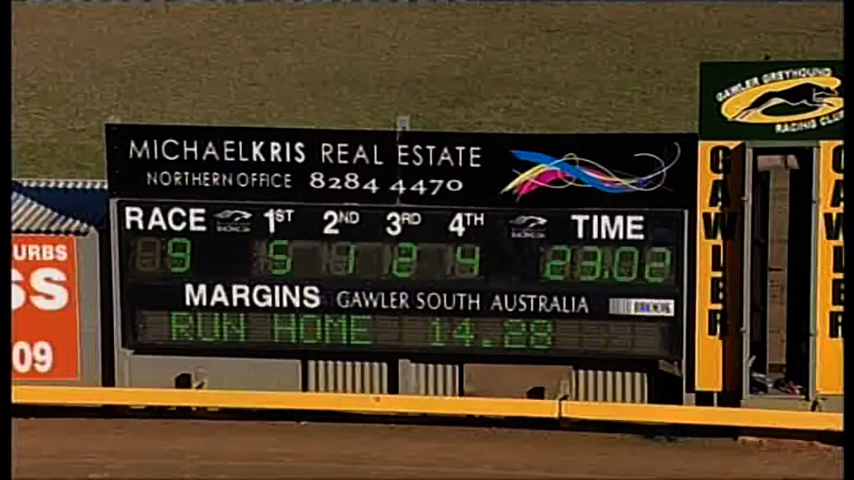 MICHAELKRIS REAL ESTATE
NORTHERN OFFICE 8284 4470
GAWLER GREYHOUND
RACING CLUB
RACE 1ST 2ND 3RD 4TH TIME
9 5 1 2 4 23.02
MARGINS GAWLER SOUTH AUSTRALIA
RUN HOME 14.28
URBS
SS
09
GAWLER
GAWLER